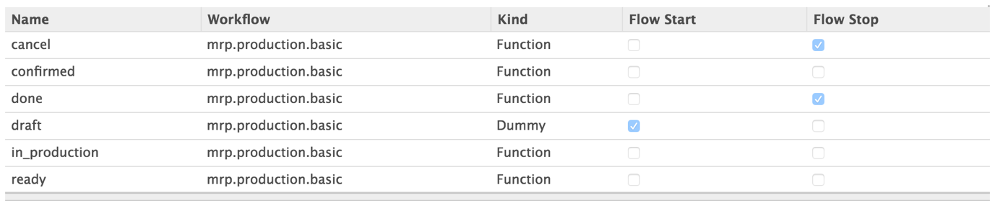 Name Workflow Kind Flow Start Flow Stop
cancel mrp.production.basic Function
confirmed mrp.production.basic Function
done mrp.production.basic Function
draft mrp.production.basic Dummy
in_production mrp.production.basic Function
ready mrp.production.basic Function